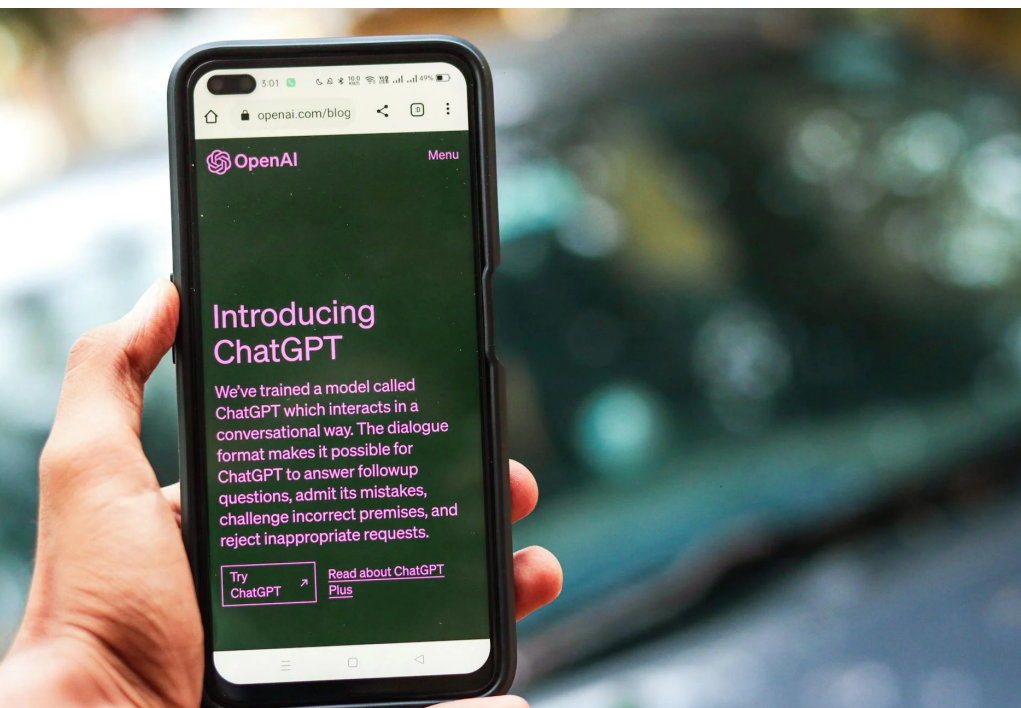 3:01 49%
openai.com/blog :D
OpenAI Menu
Introducing
ChatGPT
We've trained a model called
ChatGPT which interacts in a
conversational way. The dialogue
format makes it possible for
ChatGPT to answer followup
questions, admit its mistakes,
challenge incorrect premises, and
reject inappropriate requests.
Try
ChatGPT
Read about ChatGPT
Plus